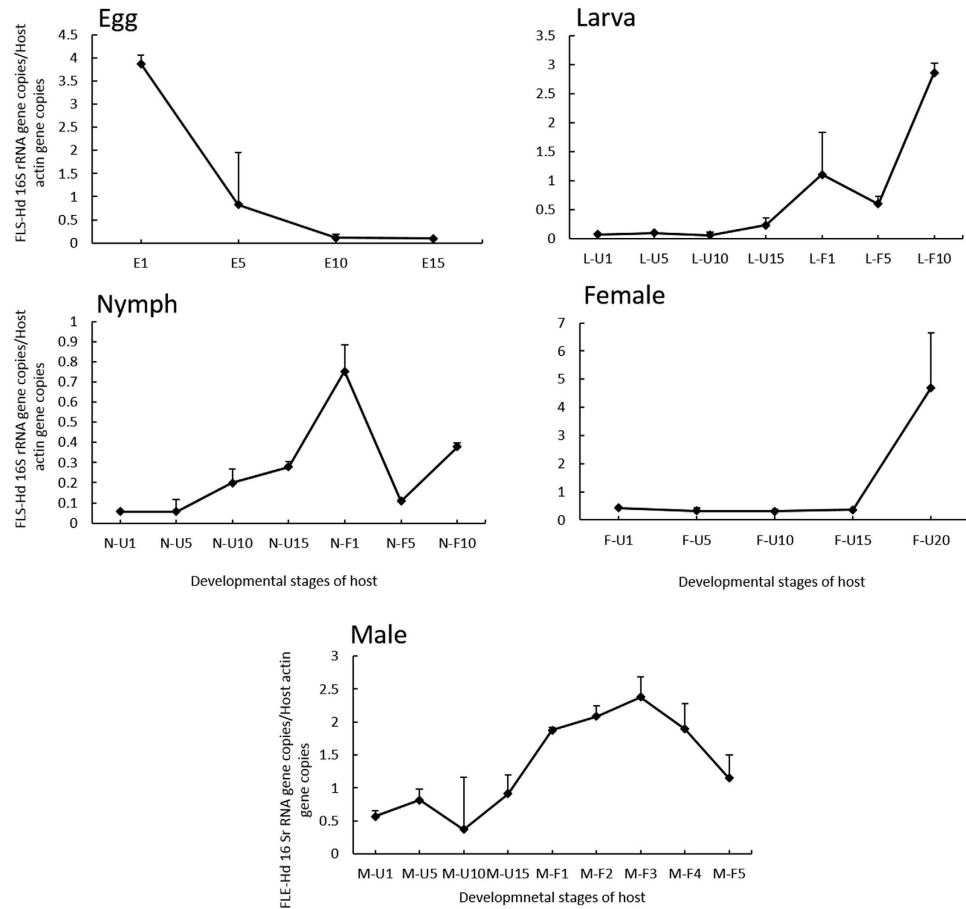 Egg
FLS-Hd 16S rRNA gene copies/Host
actin gene copies
4.5
4
3.5
3
2.5
2
1.5
1
0.5
0
E1 E5 E10 E15
Larva
3.5
3
2.5
2
1.5
1
0.5
0
L-U1 L-U5 L-U10 L-U15 L-F1 L-F5 L-F10
Nymph
FLS-Hd 16S rRNA gene copies/Host
actin gene copies
1
0.9
0.8
0.7
0.6
0.5
0.4
0.3
0.2
0.1
0
N-U1 N-U5 N-U10 N-U15 N-F1 N-F5 N-F10
Developmental stages of host
Female
7
6
5
4
3
2
1
0
F-U1 F-U5 F-U10 F-U15 F-U20
Developmental stages of host
Male
FLE-Hd 16 Sr RNA gene copies/Host actin
gene copies
3
2.5
2
1.5
1
0.5
0
M-U1 M-U5 M-U10 M-U15 M-F1 M-F2 M-F3 M-F4 M-F5
Developmnetal stages of host